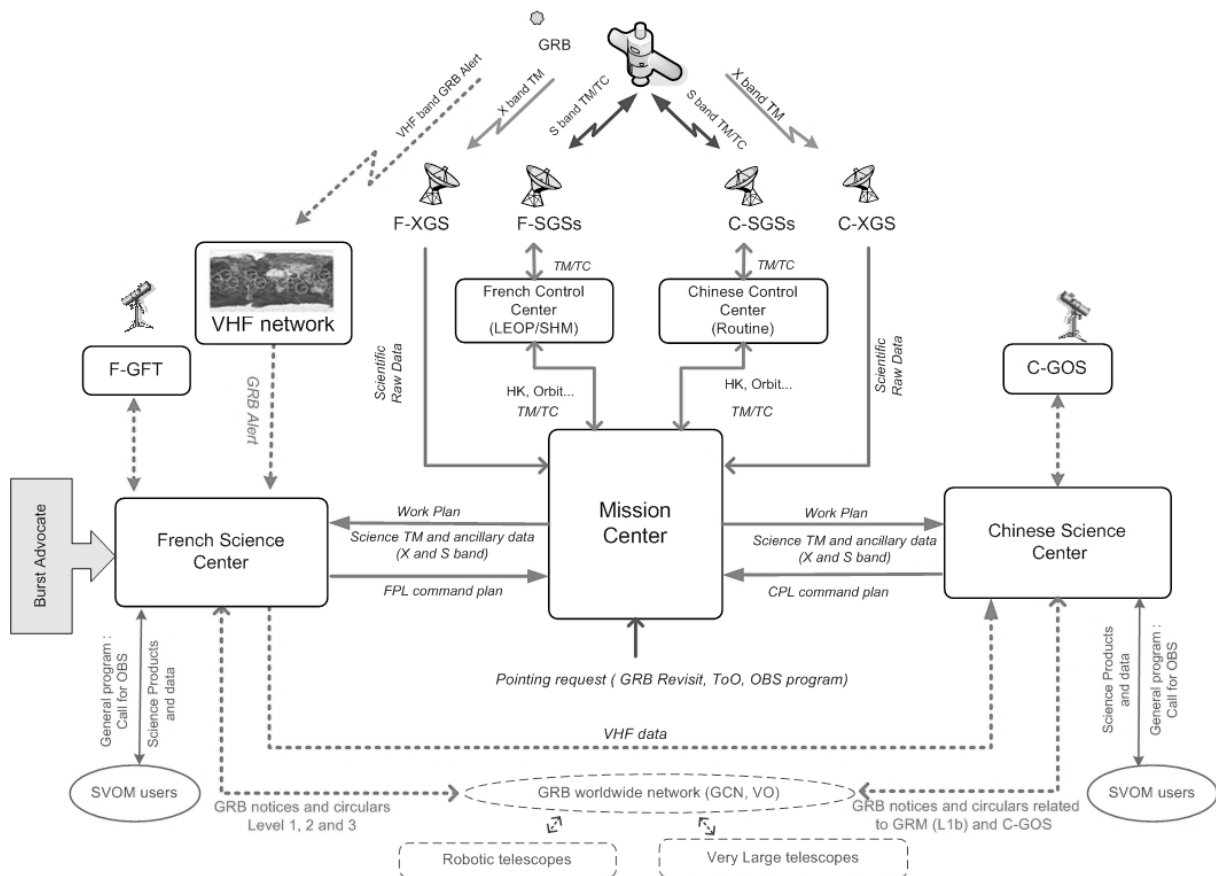 GRB
VHF band GRB Alert
X band TM
S band TM/TC
S band TM/TC
X band TM
F-XGS
F-SGSs
C-SGSs
C-XGS
TM/TC
TM/TC
VHF network
French Control
Center
(LEOP/SHM)
Chinese Control
Center
(Routine)
F-GFT
C-GOS
GRB Alert
Scientific
Raw Data
HK, Orbit...
TM/TC
HK, Orbit...
TM/TC
Scientific
Raw Data
Burst Advocate
French Science
Center
Work Plan
Science TM and ancillary data
(X and S band)
FPL command plan
Mission
Center
Work Plan
Science TM and ancillary data
(X and S band)
CPL command plan
Chinese Science
Center
General program :
Call for OBS
Science Products
and data
Pointing request ( GRB Revisit, ToO, OBS program)
Science Products
and data
General program :
Call for OBS
VHF data
SVOM users
GRB notices and circulars
Level 1, 2 and 3
GRB worldwide network (GCN, VO)
GRB notices and circulars related
to GRM (L1b) and C-GOS
SVOM users
Robotic telescopes
Very Large telescopes